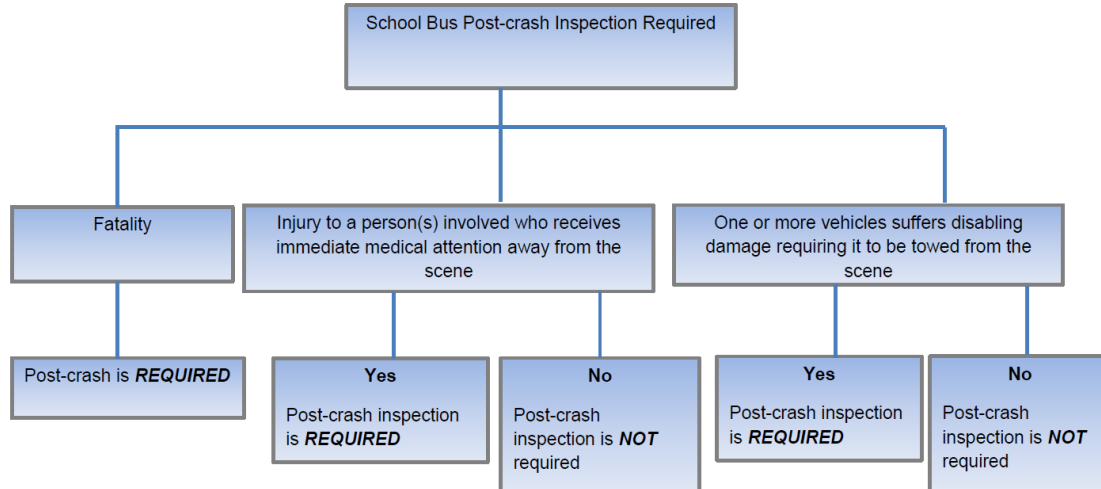 School Bus Post-crash Inspection Required
Fatality
Injury to a person(s) involved who receives
immediate medical attention away from the
scene
One or more vehicles suffers disabling
damage requiring it to be towed from the
scene
Post-crash is REQUIRED
Yes
Post-crash inspection
is REQUIRED
No
Post-crash
inspection is NOT
required
Yes
Post-crash inspection
is REQUIRED
No
Post-crash
inspection is NOT
required